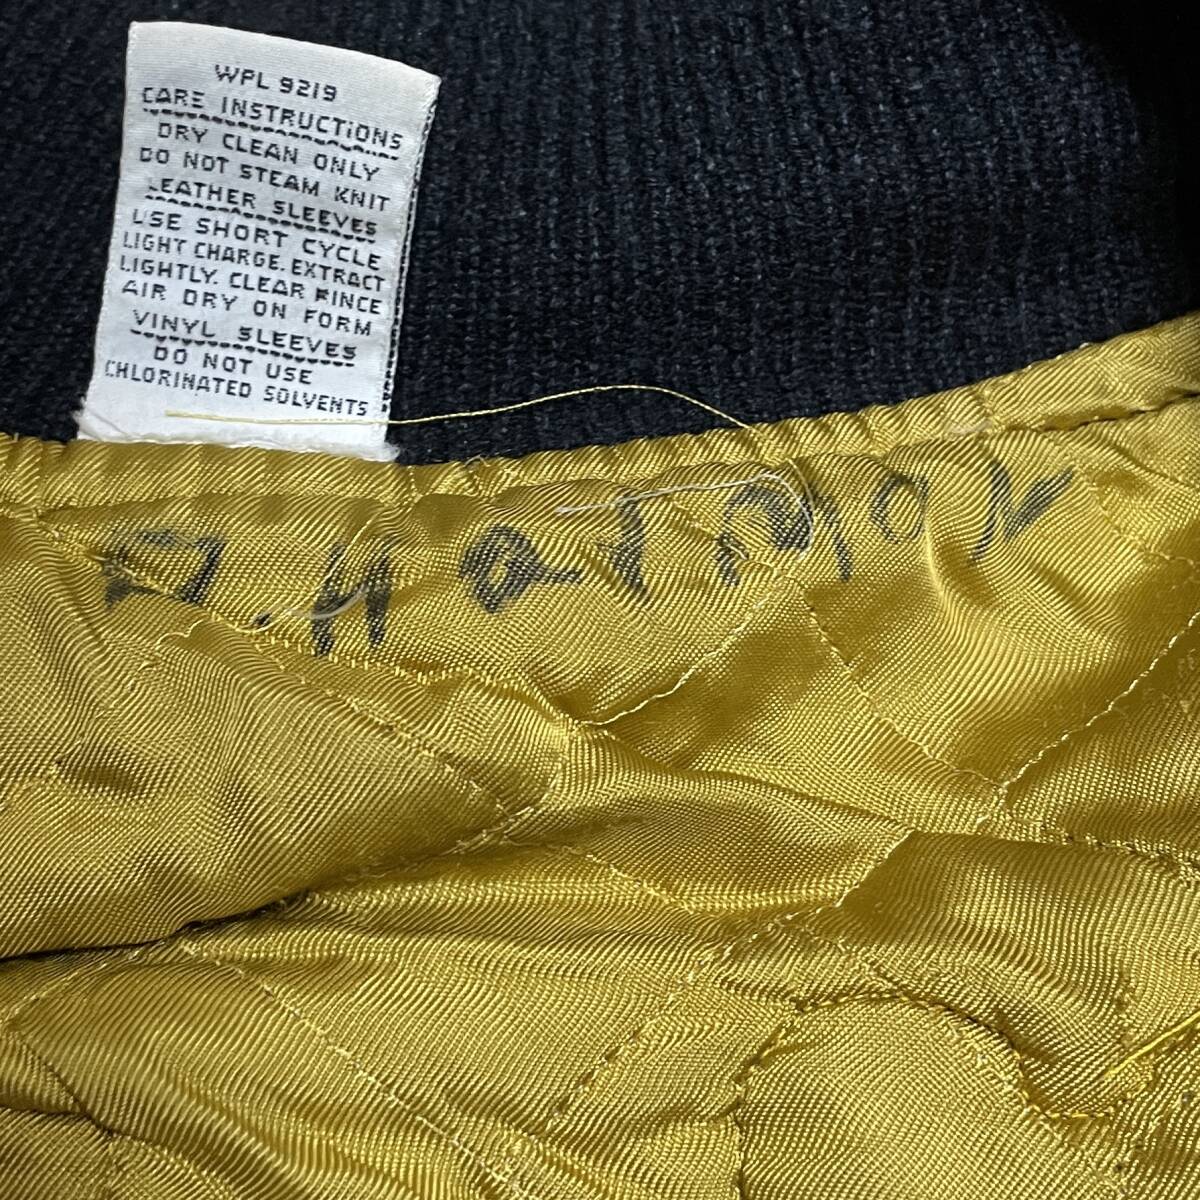 WPL 9219
CARE INSTRUCTIONS
DRY CLEAN ONLY
DO NOT STEAM KNIT
LEATHER SLEEVES
USE SHORT CYCLE
LIGHT CHARGE. EXTRACT
LIGHTLY. CLEAR RINCE
AIR DRY ON FORM
VINYL SLEEVES
DO NOT USE
CHLORINATED SOLVENTS